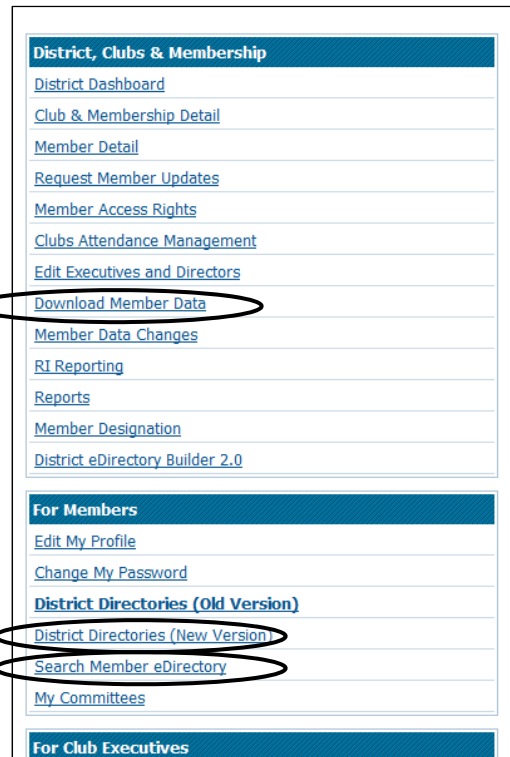 District, Clubs & Membership
District Dashboard
Club & Membership Detail
Member Detail
Request Member Updates
Member Access Rights
Clubs Attendance Management
Edit Executives and Directors
Download Member Data
Member Data Changes
RI Reporting
Reports
Member Designation
District eDirectory Builder 2.0
For Members
Edit My Profile
Change My Password
District Directories (Old Version)
District Directories (New Version)
Search Member eDirectory
My Committees
For Club Executives